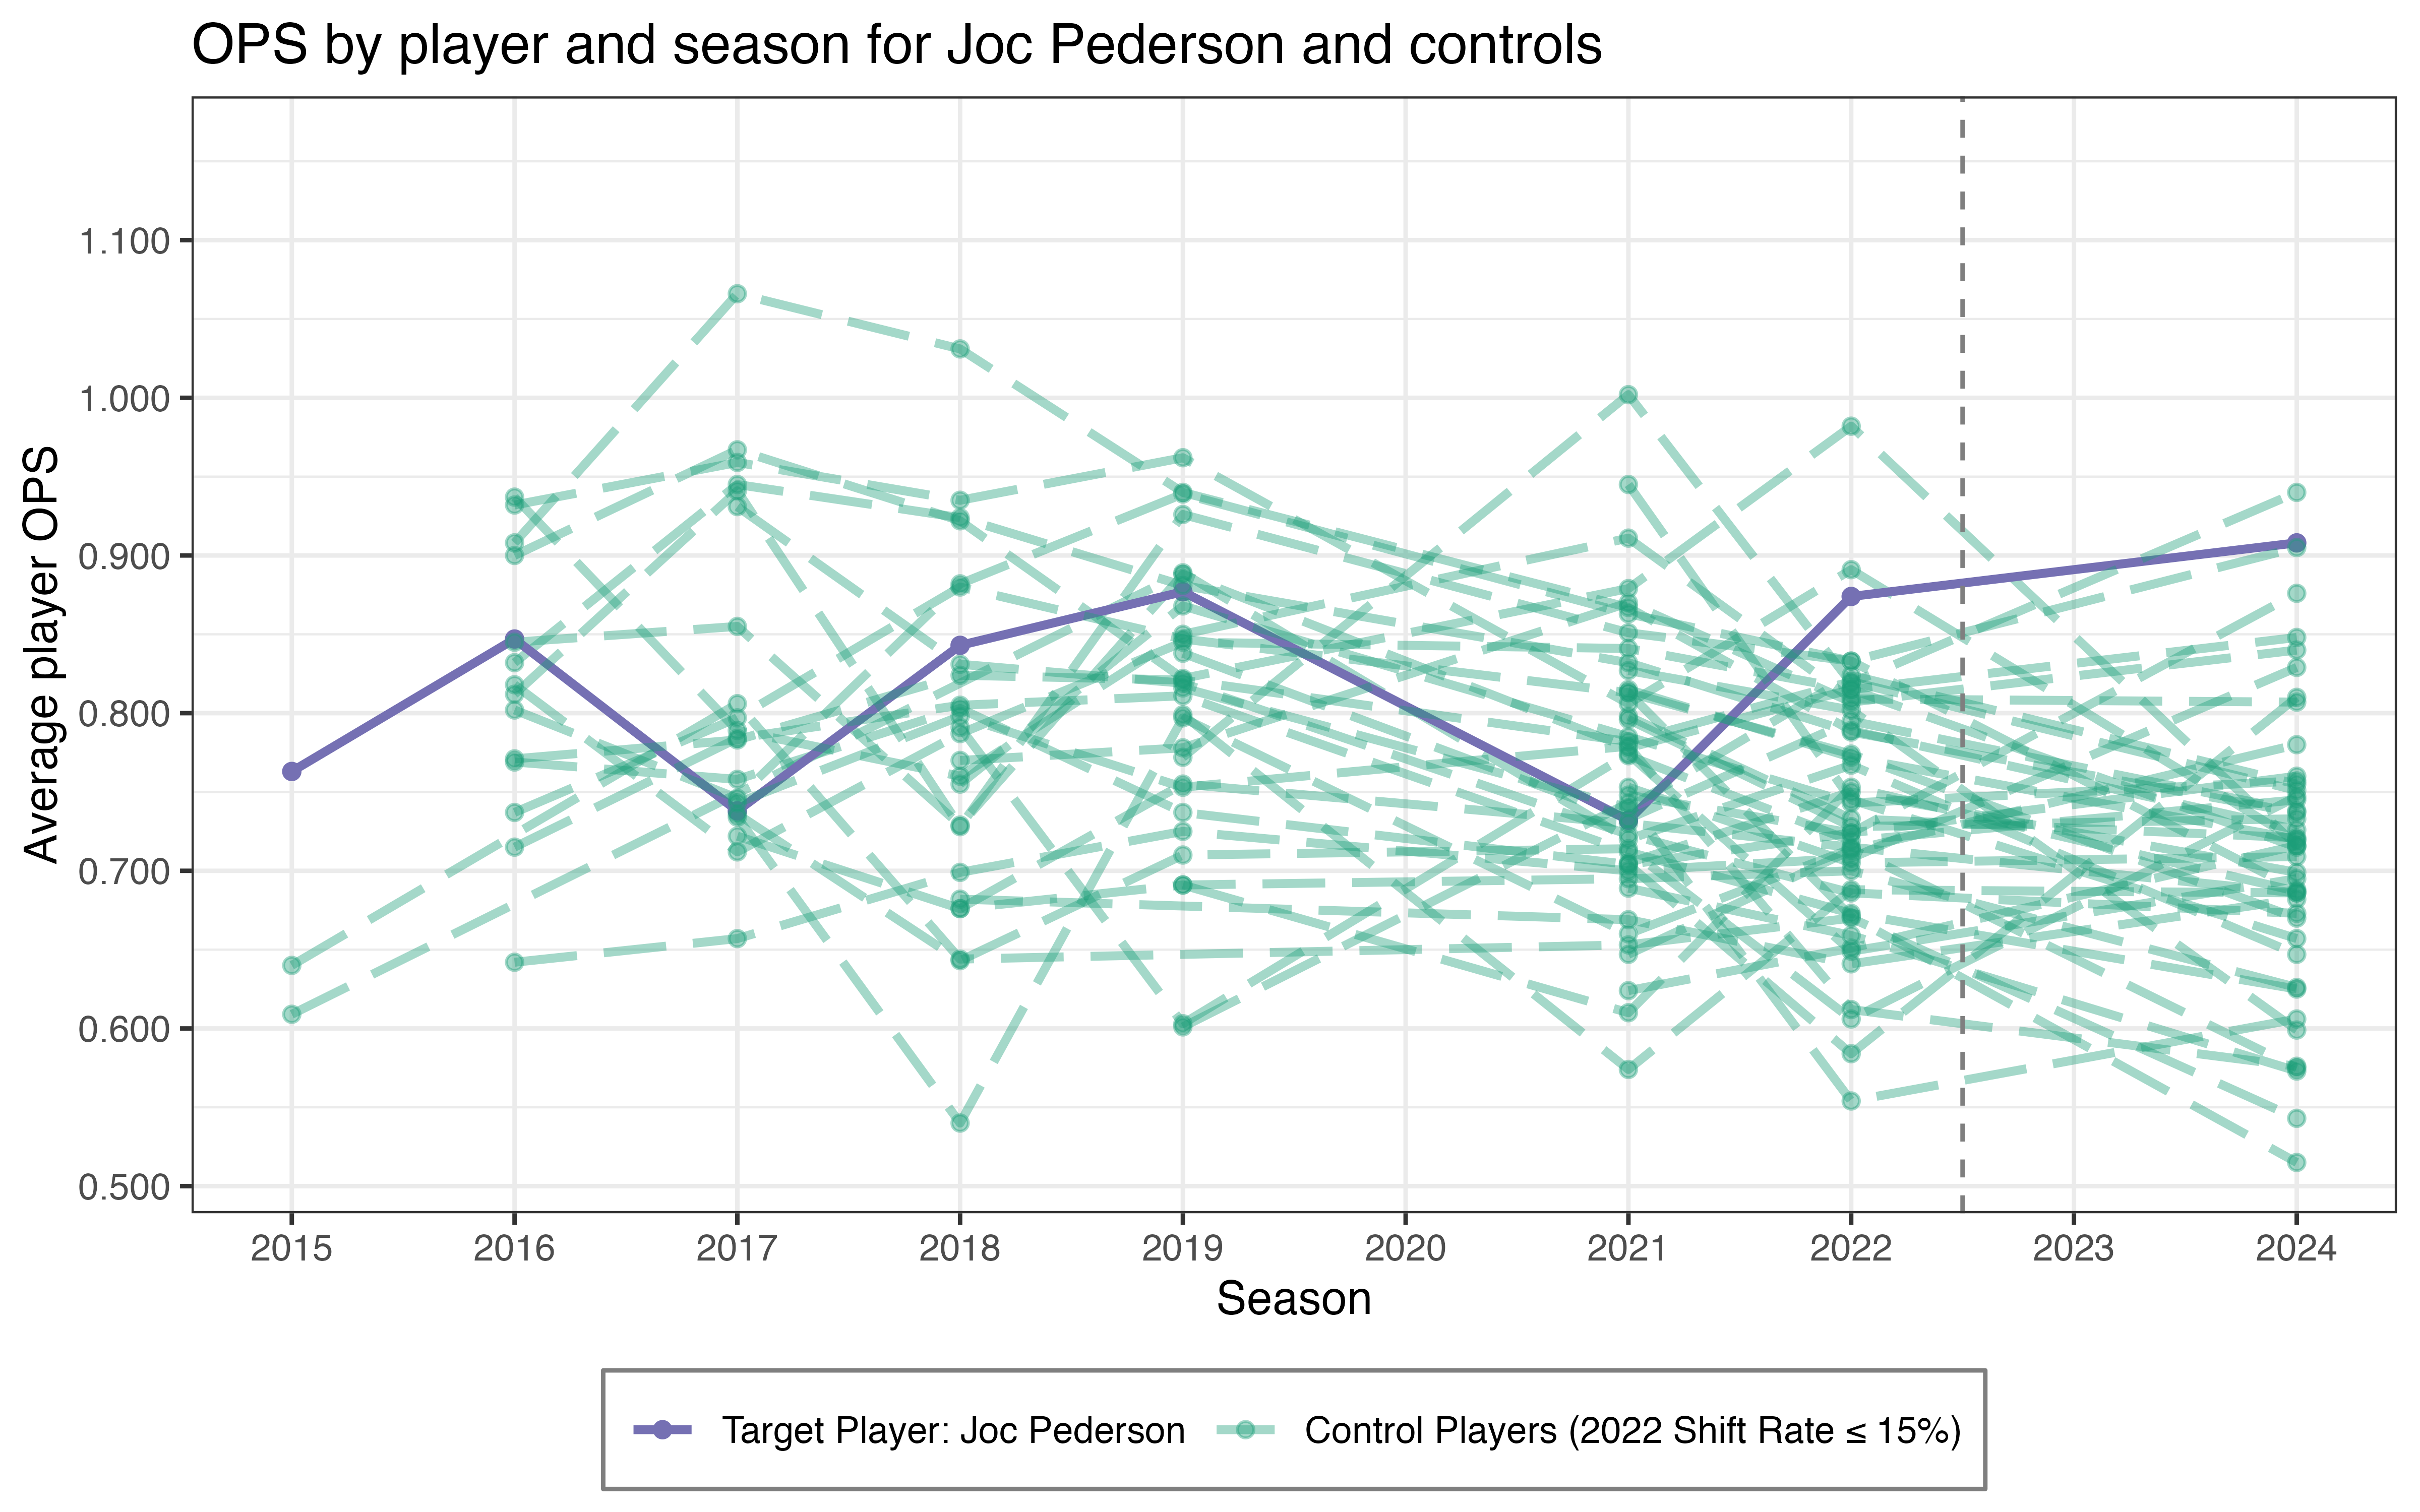 OPS by player and season for Joc Pederson and controls
Average player OPS
1.100
1.000
0.900
0.800
0.700
0.600
0.500
2015 2016 2017 2018 2019 2020 2021 2022 2023 2024
Season
Target Player: Joc Pederson Control Players (2022 Shift Rate ≤ 15%)